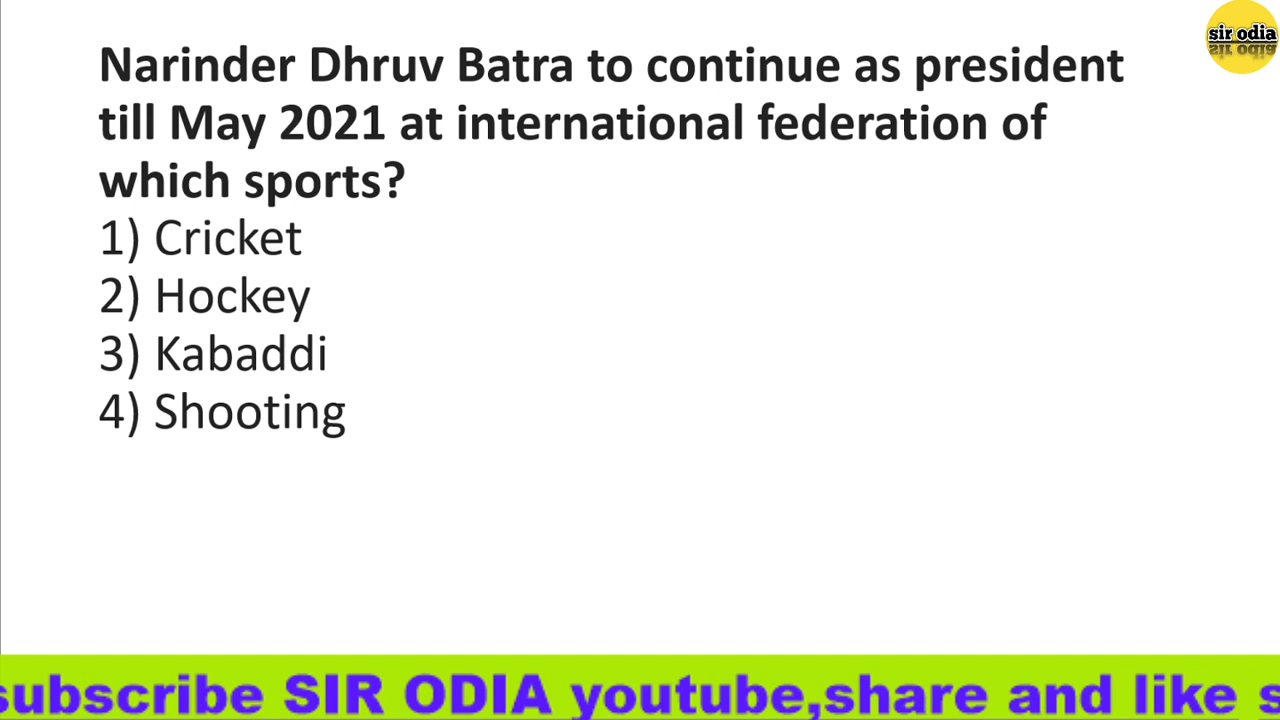 sir odia
Narinder Dhruv Batra to continue as president
till May 2021 at international federation of
which sports?
1) Cricket
2) Hockey
3) Kabaddi
4) Shooting
subscribe SIR ODIA youtube,share and like s